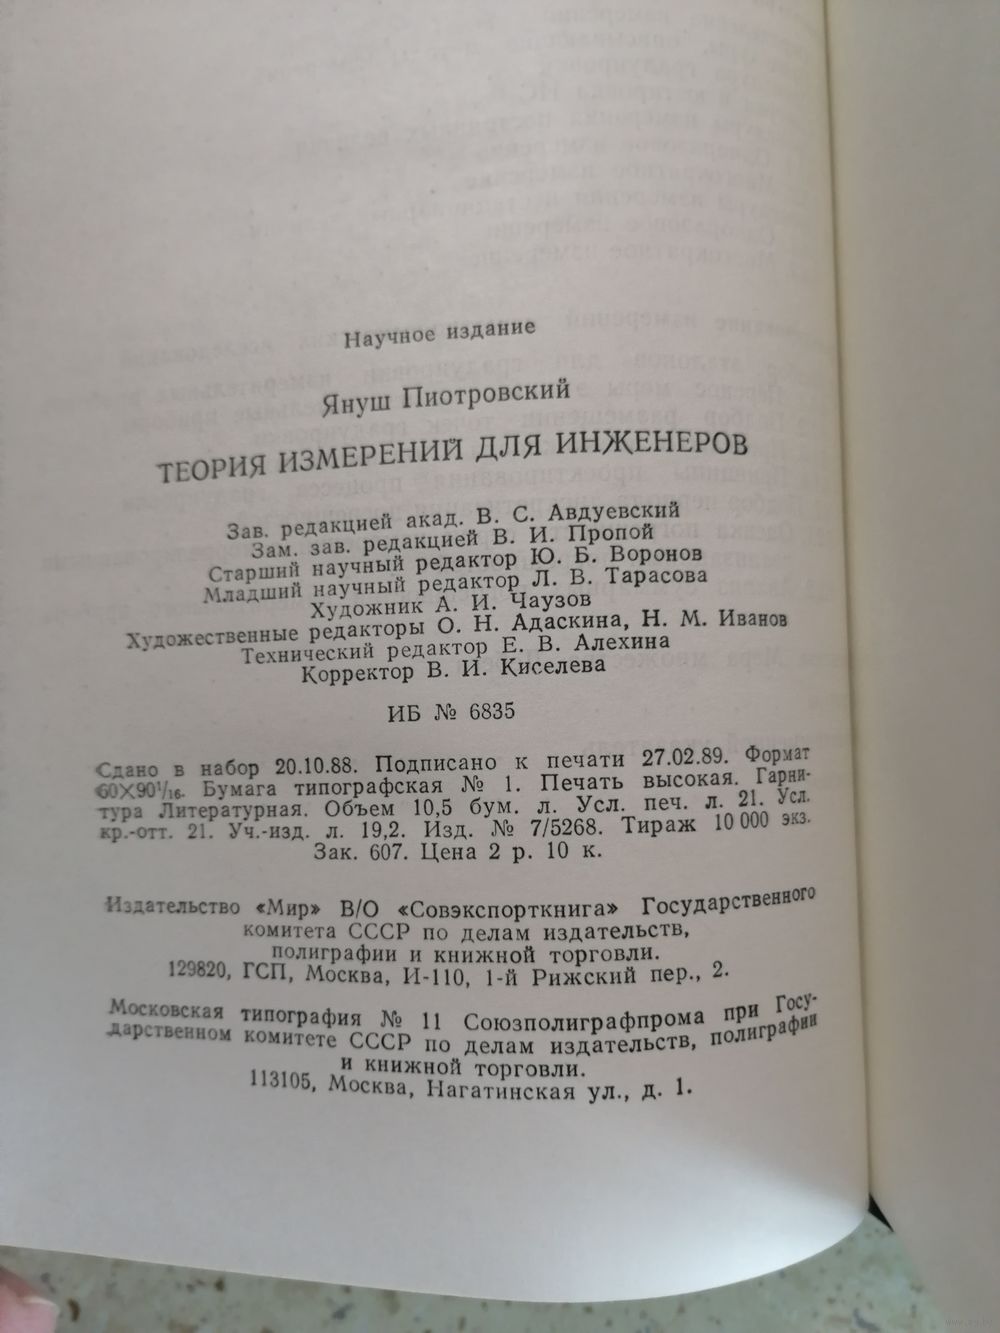 Научное издание
Януш Пиотровский
ТЕОРИЯ ИЗМЕРЕНИЙ ДЛЯ ИНЖЕНЕРОВ
Зав. редакцией акад. В. С. Авдуевский
Зам. зав. редакцией В. И. Пропой
Старший научный редактор Ю. Б. Воронов
Младший научный редактор Л. В. Тарасова
Художник А. И. Чаузов
Художественные редакторы О. Н. Адаскина, Н. М. Иванов
Технический редактор Е. В. Алехина
Корректор В. И. Киселева
ИБ № 6835
Сдано в набор 20.10.88. Подписано к печати 27.02.89. Формат
60×90¹/₁₆. Бумага типографская № 1. Печать высокая. Гарни-
тура Литературная. Объем 10,5 бум. л. Усл. печ. л. 21. Усл.
кр.-отт. 21. Уч.-изд. л. 19,2. Изд. № 7/5268. Тираж 10 000 экз.
Зак. 607. Цена 2 р. 10 к.
Издательство «Мир» В/О «Совэкспорткнига» Государственного
комитета СССР по делам издательств,
полиграфии и книжной торговли.
129820, ГСП, Москва, И-110, 1-й Рижский пер., 2.
Московская типография № 11 Союзполиграфпрома при Госу-
дарственном комитете СССР по делам издательств, полиграфии
и книжной торговли.
113105, Москва, Нагатинская ул., д. 1.